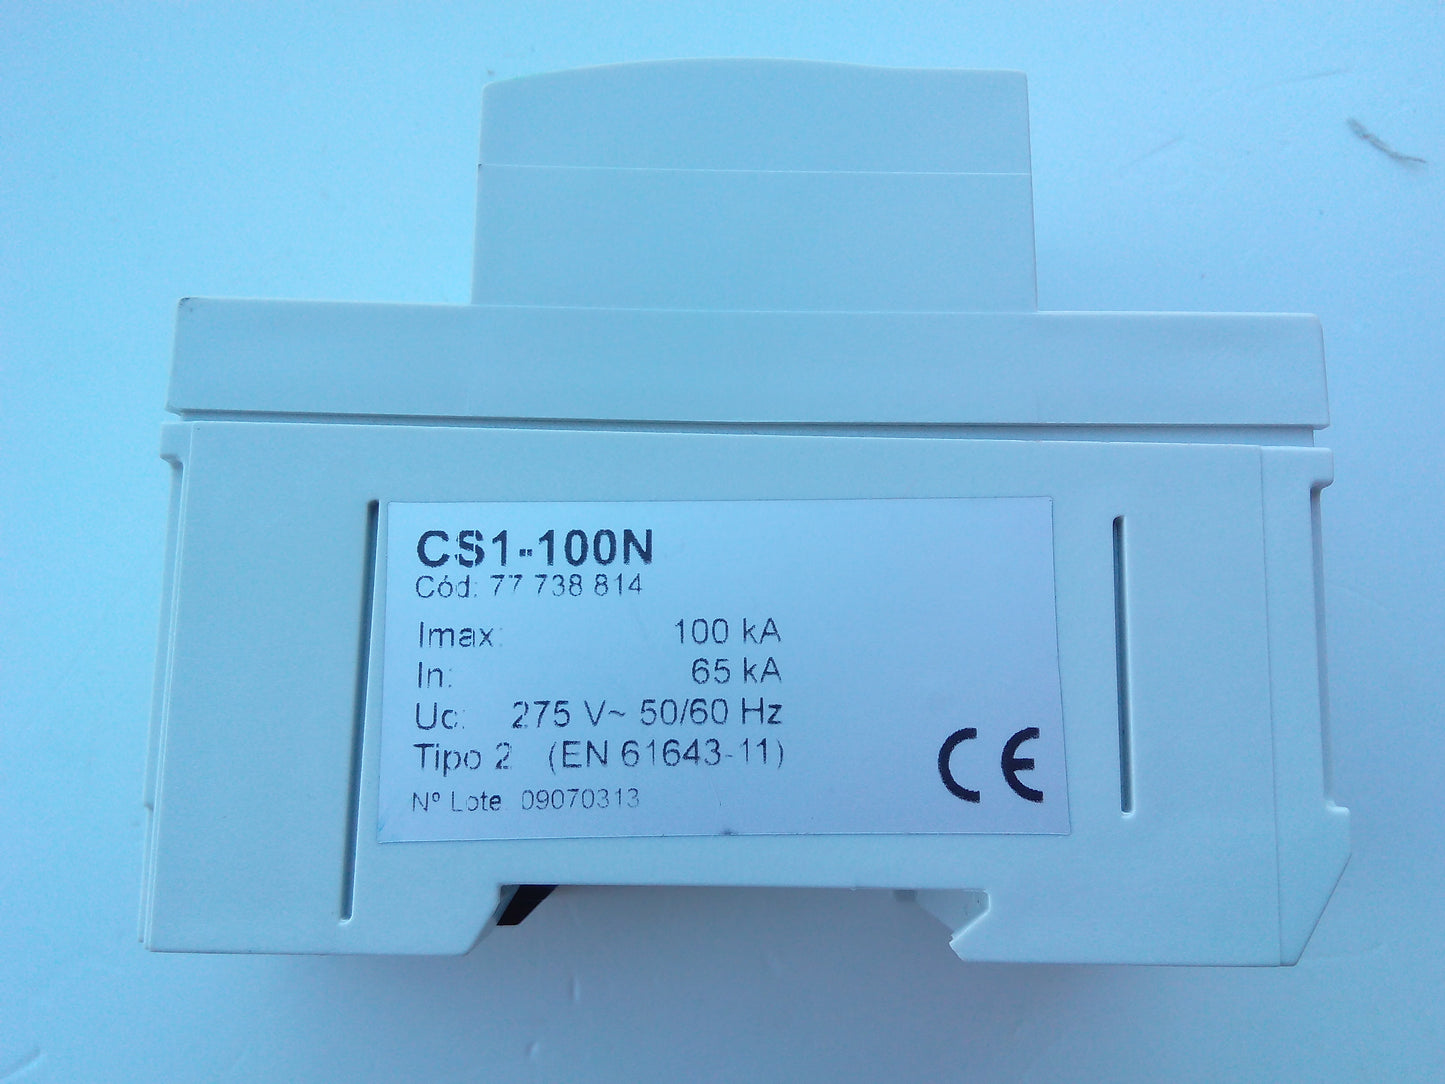 CS1-100N
Cód: 77 738 814
Imax: 100 kA
In: 65 kA
Uc: 275 V~ 50/60 Hz
Tipo 2 (EN 61643-11)
Nº Lote: 09070313
CE